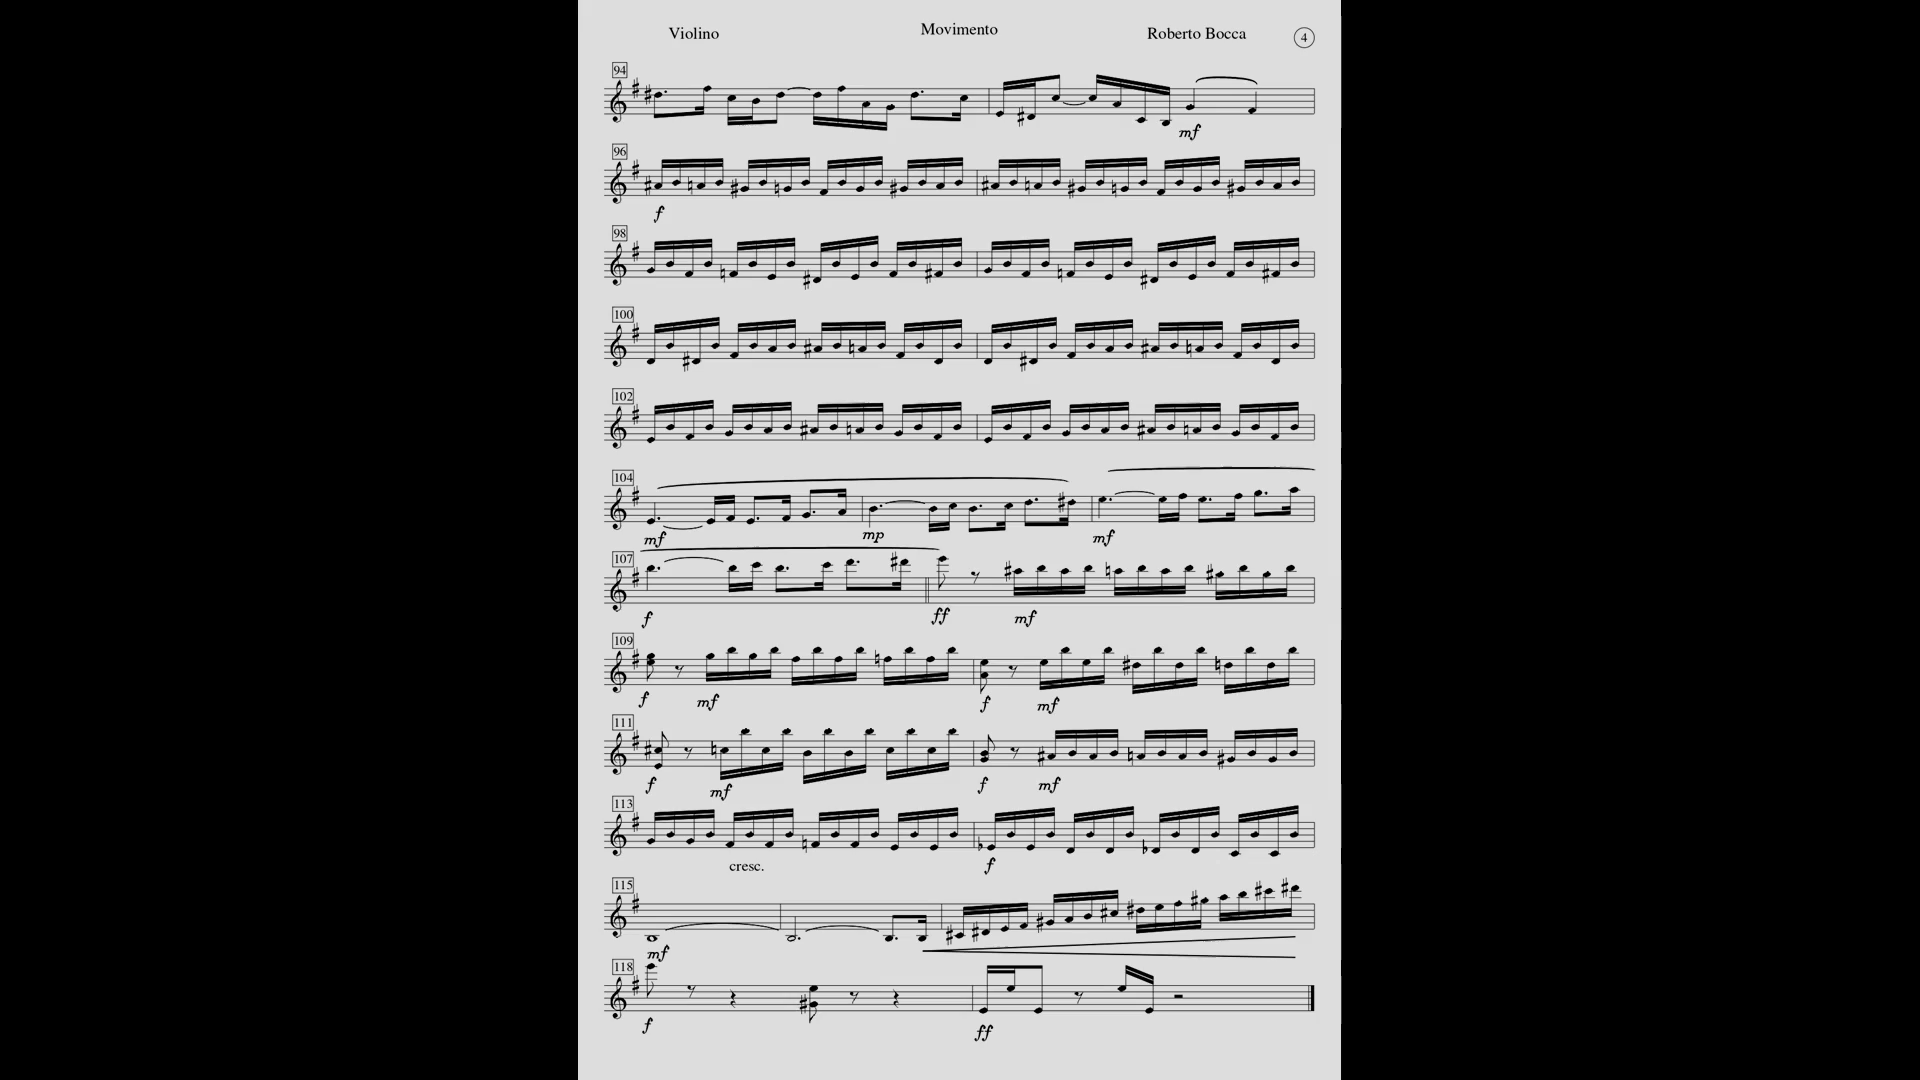 Violino Movimento Roberto Bocca 4
94
mf
96
f
98
100
102
104
mf mp mf
107
f ff mf
109
f mf f mf
111
f mf f mf
113
cresc. f
115
mf
118
f ff